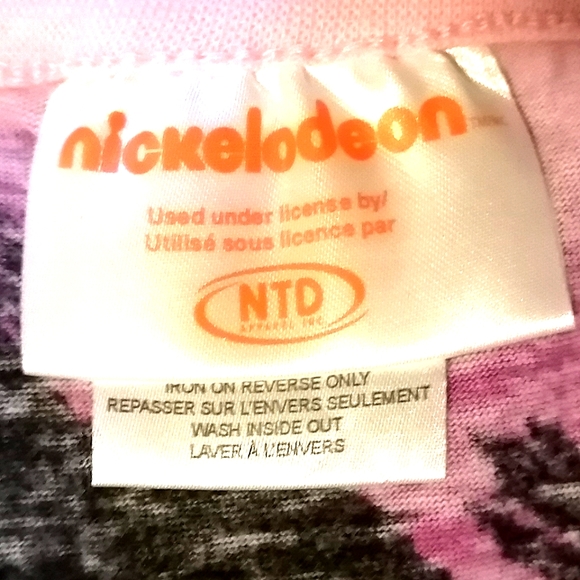 nickelodeon™
Used under license by/
Utilisé sous licence par
NTD
APPAREL INC.
IRON ON REVERSE ONLY
REPASSER SUR L'ENVERS SEULEMENT
WASH INSIDE OUT
LAVER À L'ENVERS